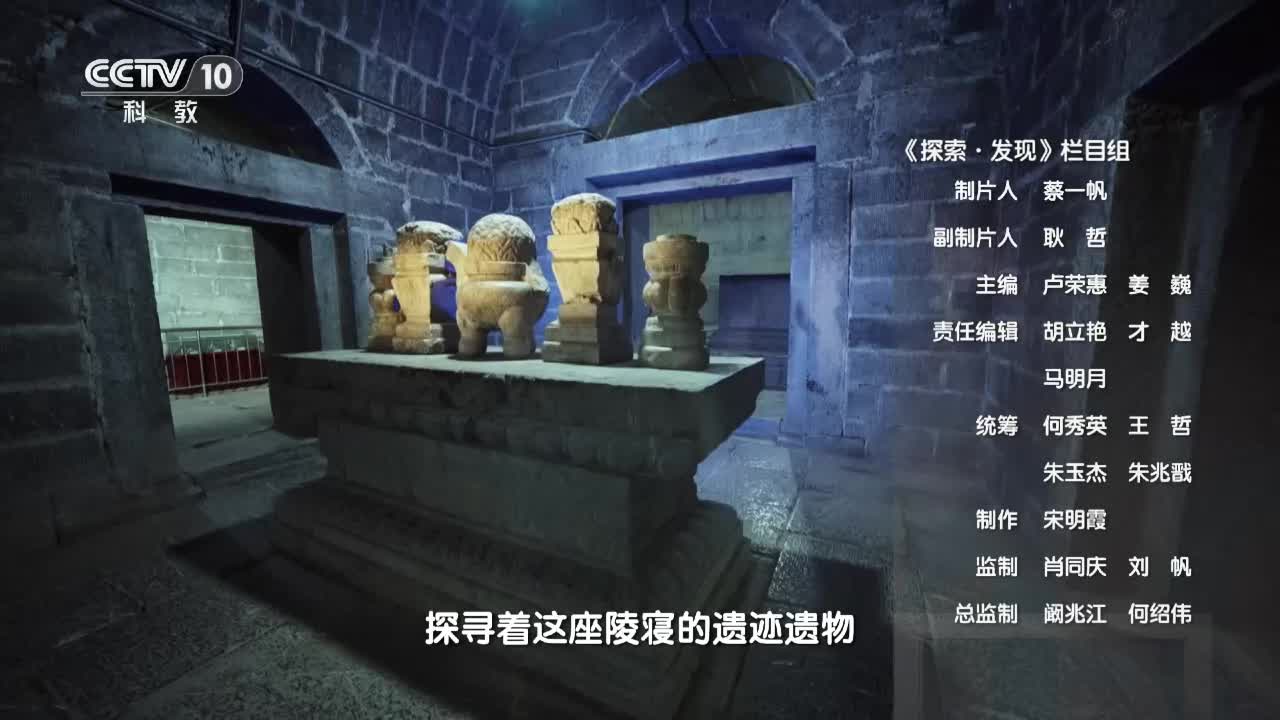 CCTV 10
科教
《探索·发现》栏目组
制片人 蔡一帆
副制片人 耿 哲
主编 卢荣惠 姜 巍
责任编辑 胡立艳 才 越
马明月
统筹 何秀英 王 哲
朱玉杰 朱兆戬
制作 宋明霞
监制 肖同庆 刘 帆
总监制 阚兆江 何绍伟
探寻着这座陵寝的遗迹遗物